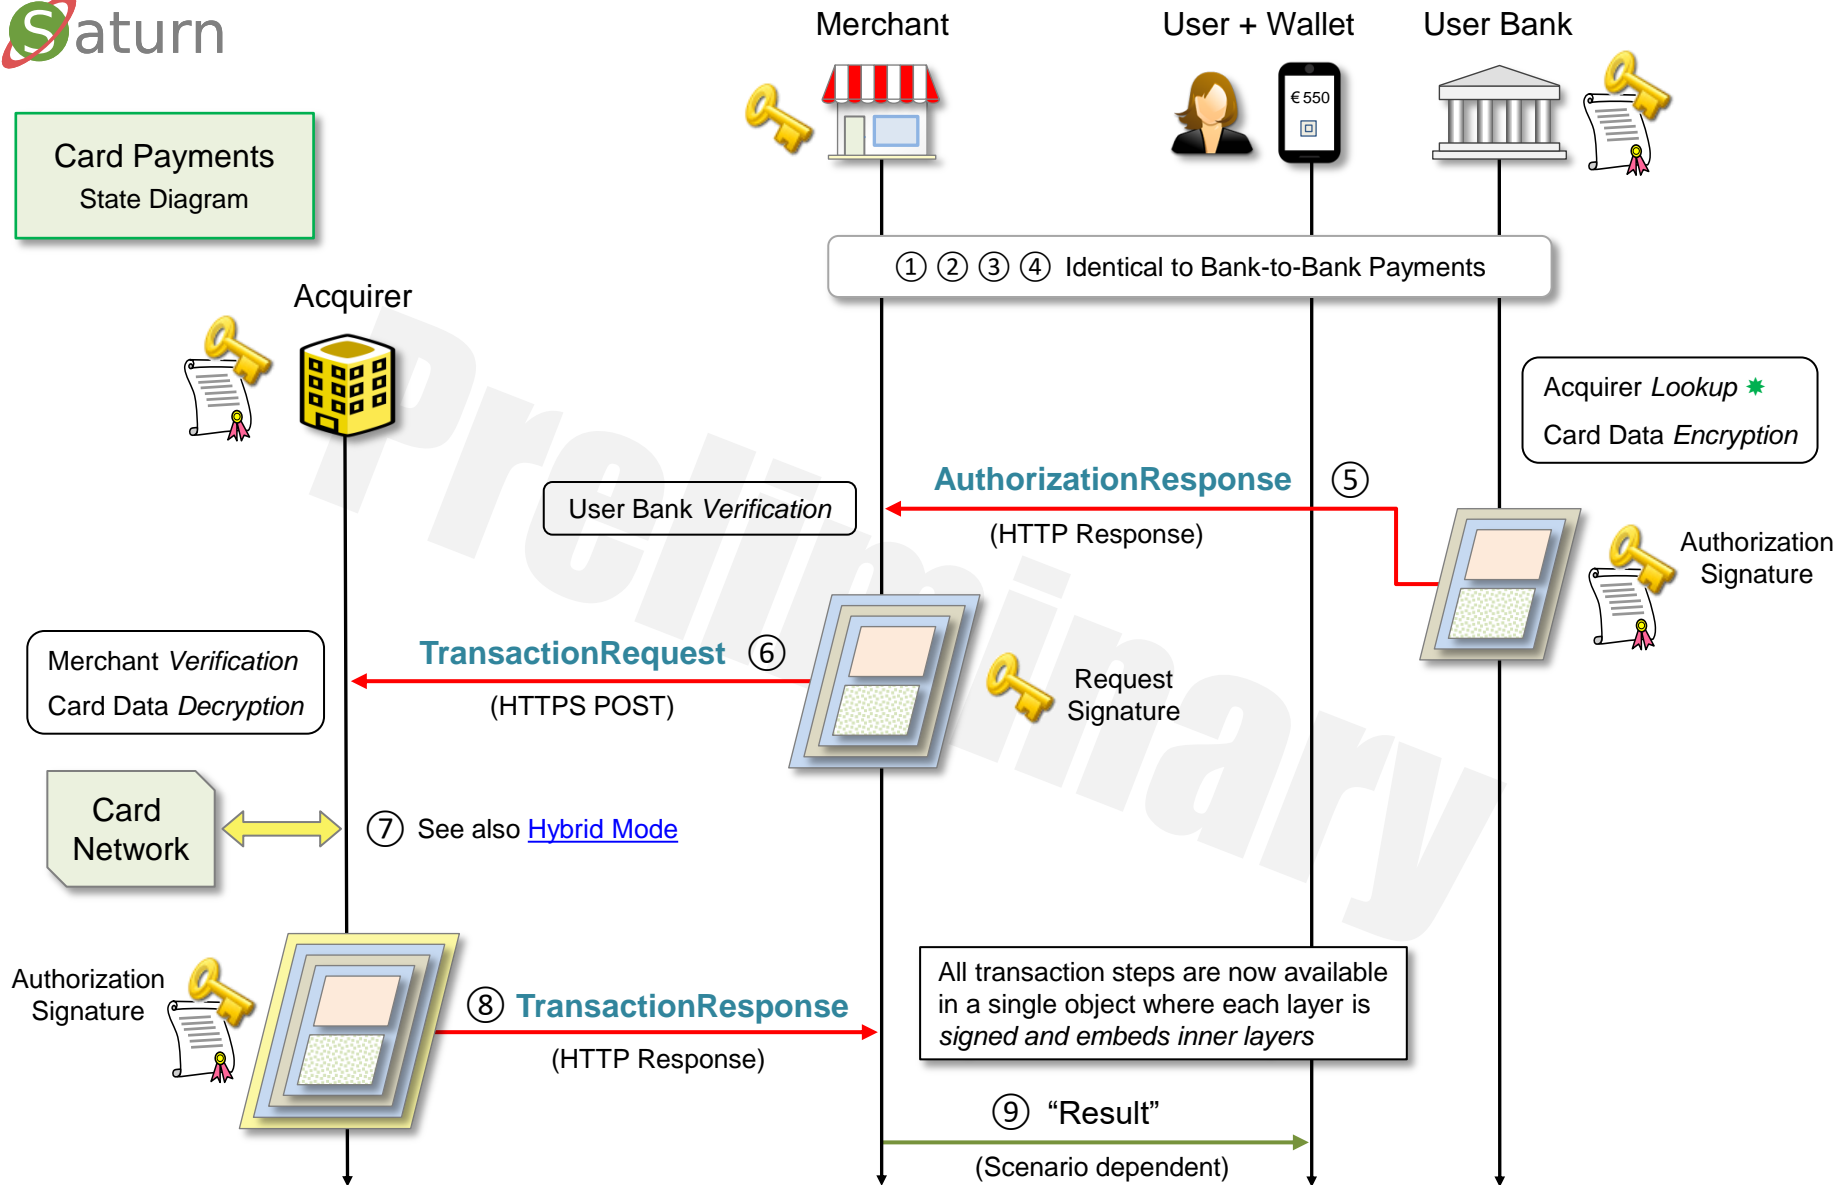 Saturn
Merchant
User + Wallet
User Bank
€ 550
Card Payments
State Diagram
① ② ③ ④ Identical to Bank-to-Bank Payments
Acquirer
Acquirer Lookup ✸
Card Data Encryption
AuthorizationResponse ⑤
(HTTP Response)
User Bank Verification
Authorization
Signature
Merchant Verification
Card Data Decryption
TransactionRequest ⑥
(HTTPS POST)
Request
Signature
Card
Network
⑦ See also Hybrid Mode
Authorization
Signature
⑧ TransactionResponse
(HTTP Response)
All transaction steps are now available
in a single object where each layer is
signed and embeds inner layers
⑨ “Result”
(Scenario dependent)
Preliminary